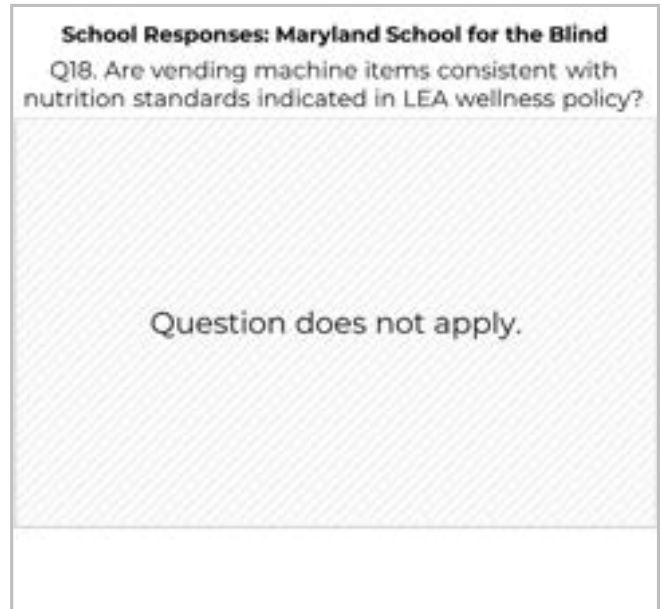 School Responses: Maryland School for the Blind
Q18. Are vending machine items consistent with
nutrition standards indicated in LEA wellness policy?
Question does not apply.